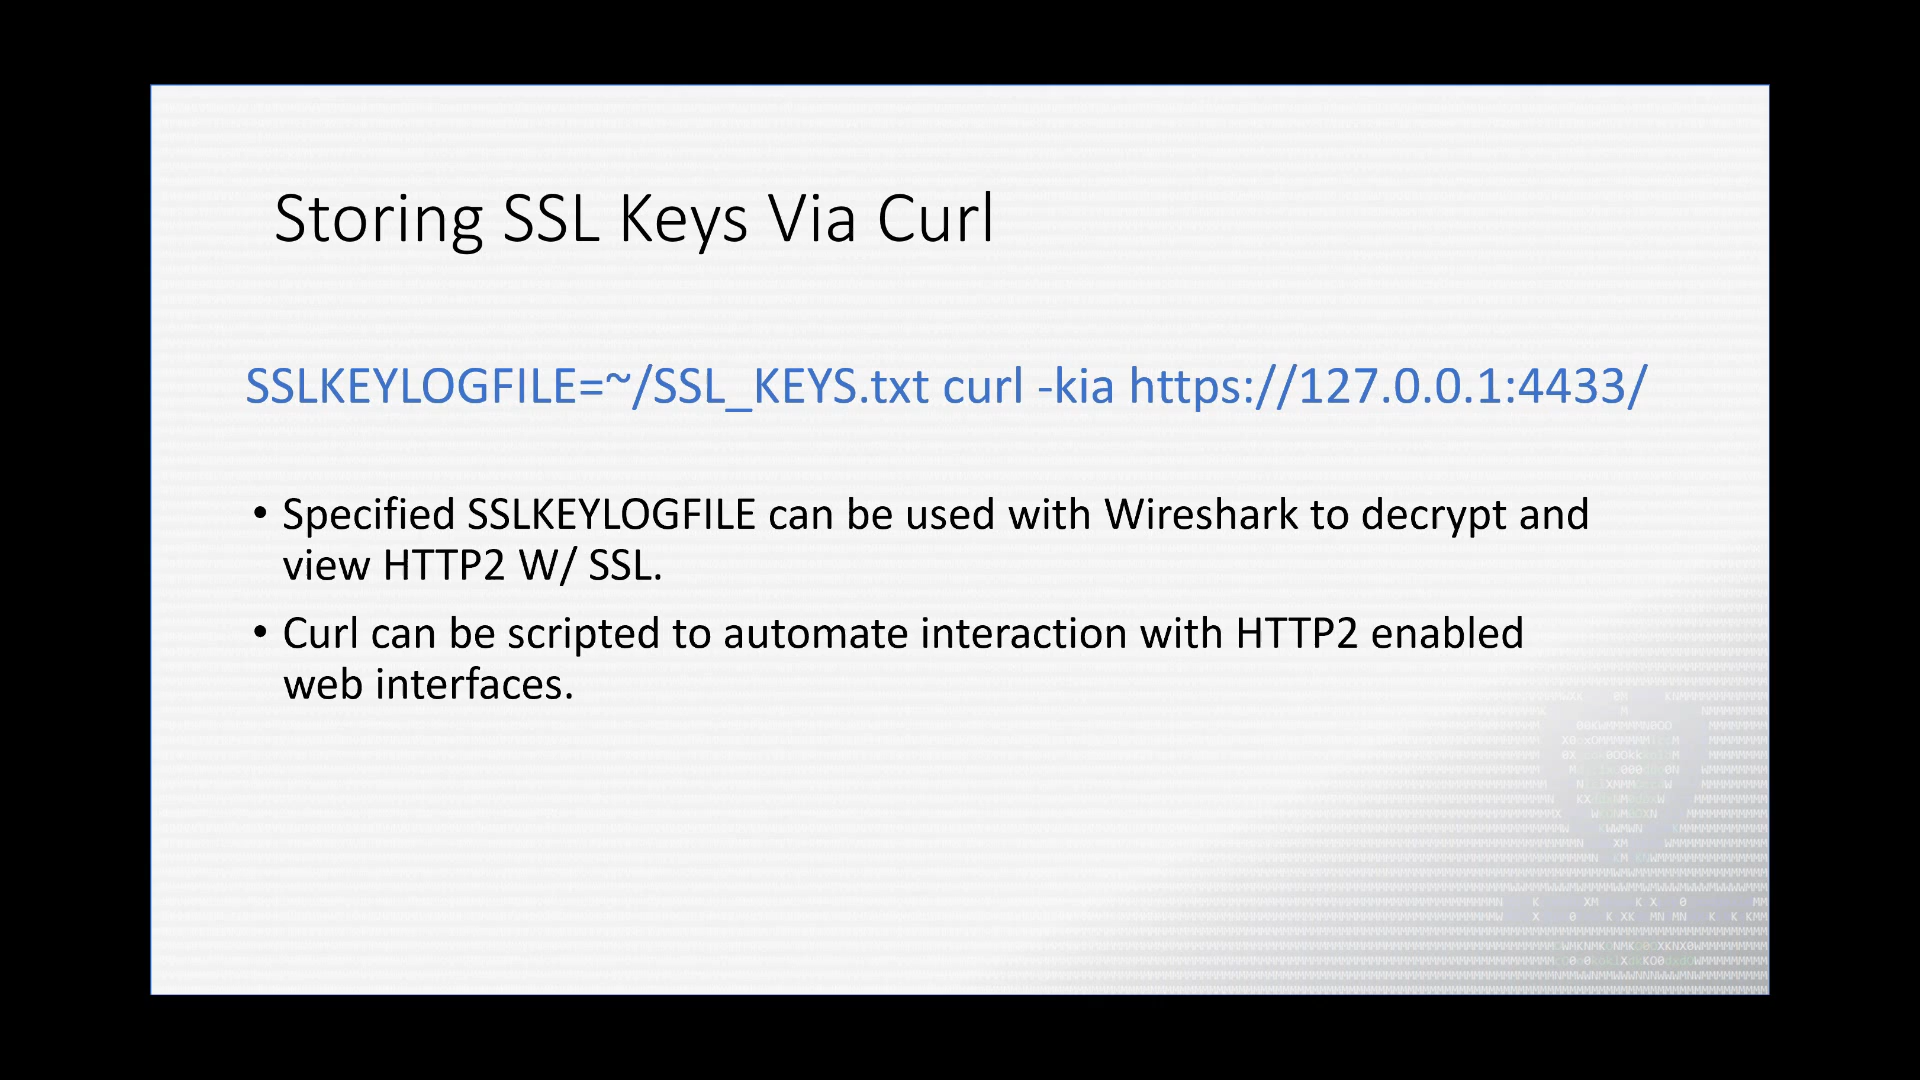 Storing SSL Keys Via Curl
SSLKEYLOGFILE=~/SSL_KEYS.txt curl -kia https://127.0.0.1:4433/
• Specified SSLKEYLOGFILE can be used with Wireshark to decrypt and
view HTTP2 W/ SSL.
• Curl can be scripted to automate interaction with HTTP2 enabled
web interfaces.